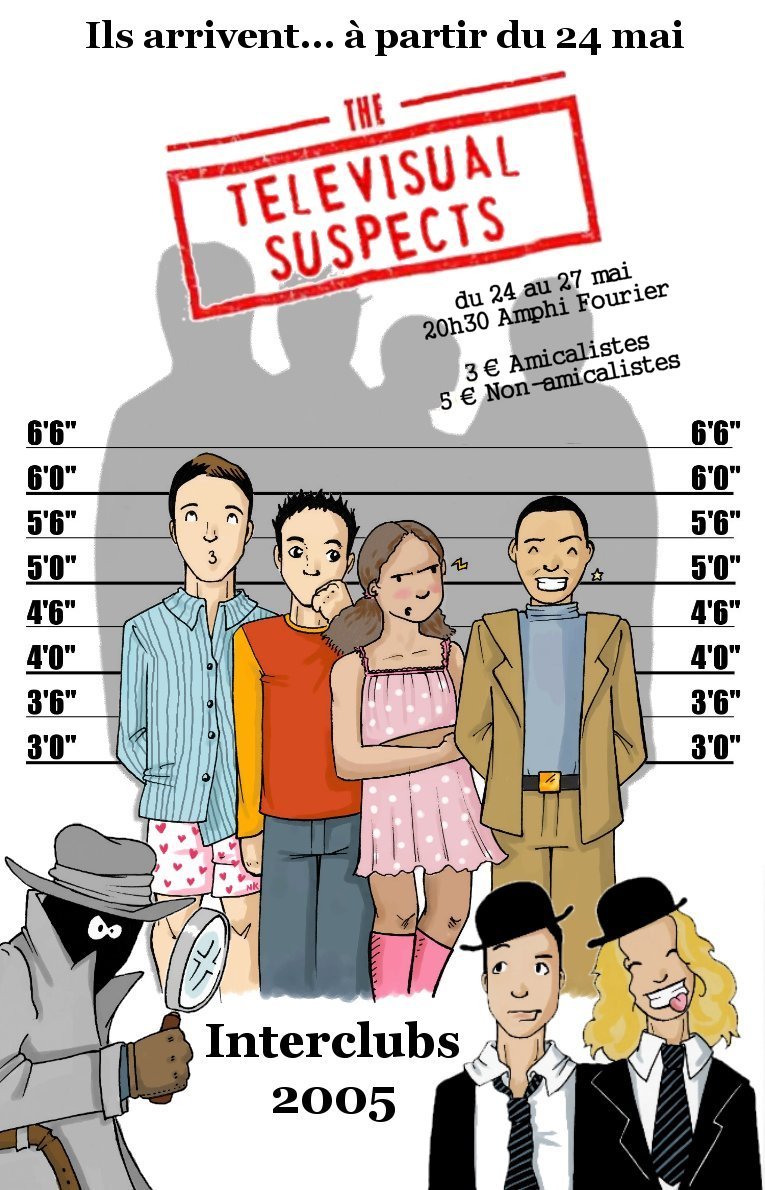 Ils arrivent... à partir du 24 mai
THE
TELEVISUAL
SUSPECTS
du 24 au 27 mai
20h30 Amphi Fourier
3 € Amicalistes
5 € Non-amicalistes
6'6" 6'6"
6'0" 6'0"
5'6" 5'6"
5'0" 5'0"
4'6" 4'6"
4'0" 4'0"
3'6" 3'6"
3'0" 3'0"
NK
Interclubs
2005